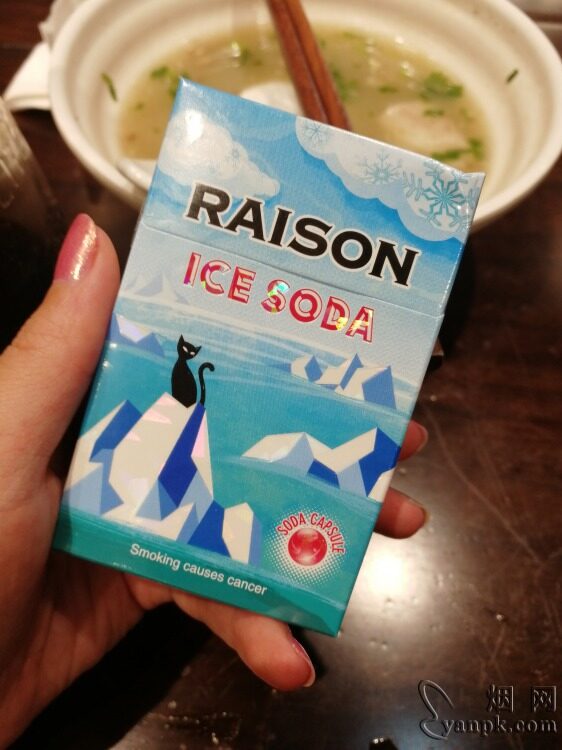 RAISON
ICE SODA
SODA CAPSULE
Smoking causes cancer
烟网
yanpk.com